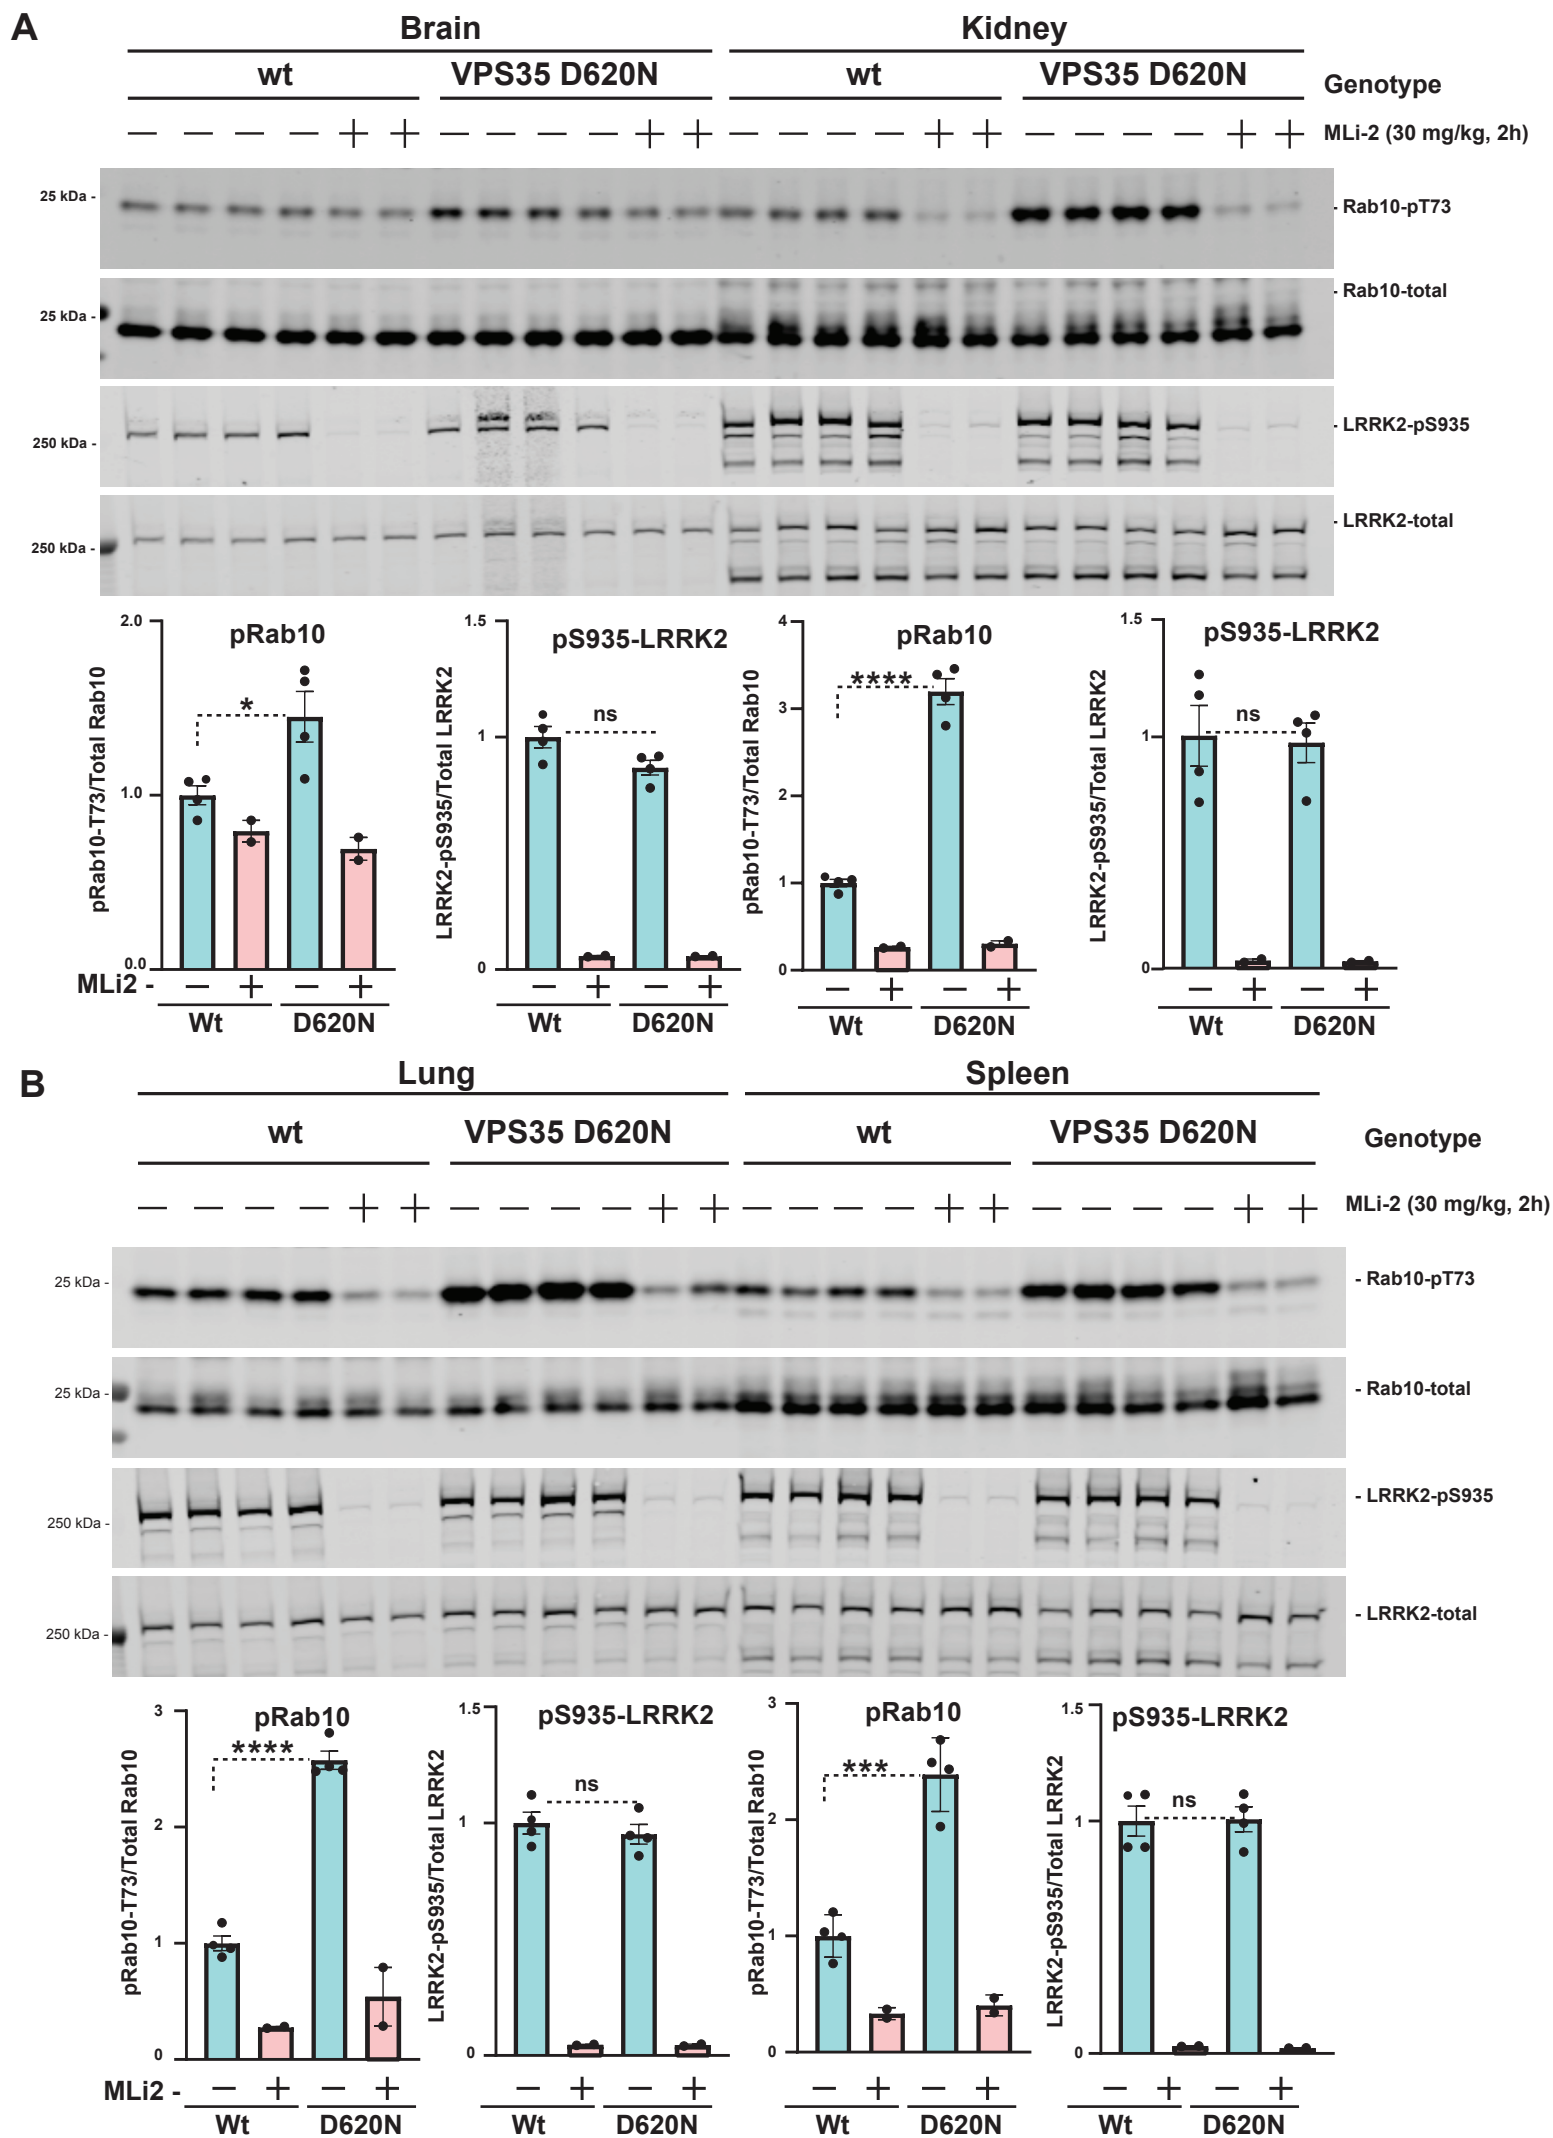 A
Brain Kidney
wt VPS35 D620N wt VPS35 D620N Genotype
— — — — + + — — — — + + — — — — + + — — — — + + MLi-2 (30 mg/kg, 2h)
25 kDa - - Rab10-pT73
- Rab10-total
25 kDa -
- LRRK2-pS935
250 kDa -
- LRRK2-total
250 kDa -
pRab10
pRab10-T73/Total Rab10
2.0
1.0
0.0
*
pS935-LRRK2
LRRK2-pS935/Total LRRK2
1.5
1
0
ns
pRab10
pRab10-T73/Total Rab10
4
3
2
1
0
****
pS935-LRRK2
LRRK2-pS935/Total LRRK2
1.5
1
0
ns
MLi2 - — + — + — + — + — + — + — + — +
Wt D620N Wt D620N Wt D620N Wt D620N
B
Lung Spleen
wt VPS35 D620N wt VPS35 D620N Genotype
— — — — + + — — — — + + — — — — + + — — — — + + MLi-2 (30 mg/kg, 2h)
25 kDa - - Rab10-pT73
25 kDa - - Rab10-total
- LRRK2-pS935
250 kDa -
- LRRK2-total
250 kDa -
pRab10
pRab10-T73/Total Rab10
3
2
1
0
****
pS935-LRRK2
LRRK2-pS935/Total LRRK2
1.5
1
0
ns
pRab10
pRab10-T73/Total Rab10
3
2
1
0
***
pS935-LRRK2
LRRK2-pS935/Total LRRK2
1.5
1
0
ns
MLi2 - — + — + — + — + — + — + — + — +
Wt D620N Wt D620N Wt D620N Wt D620N